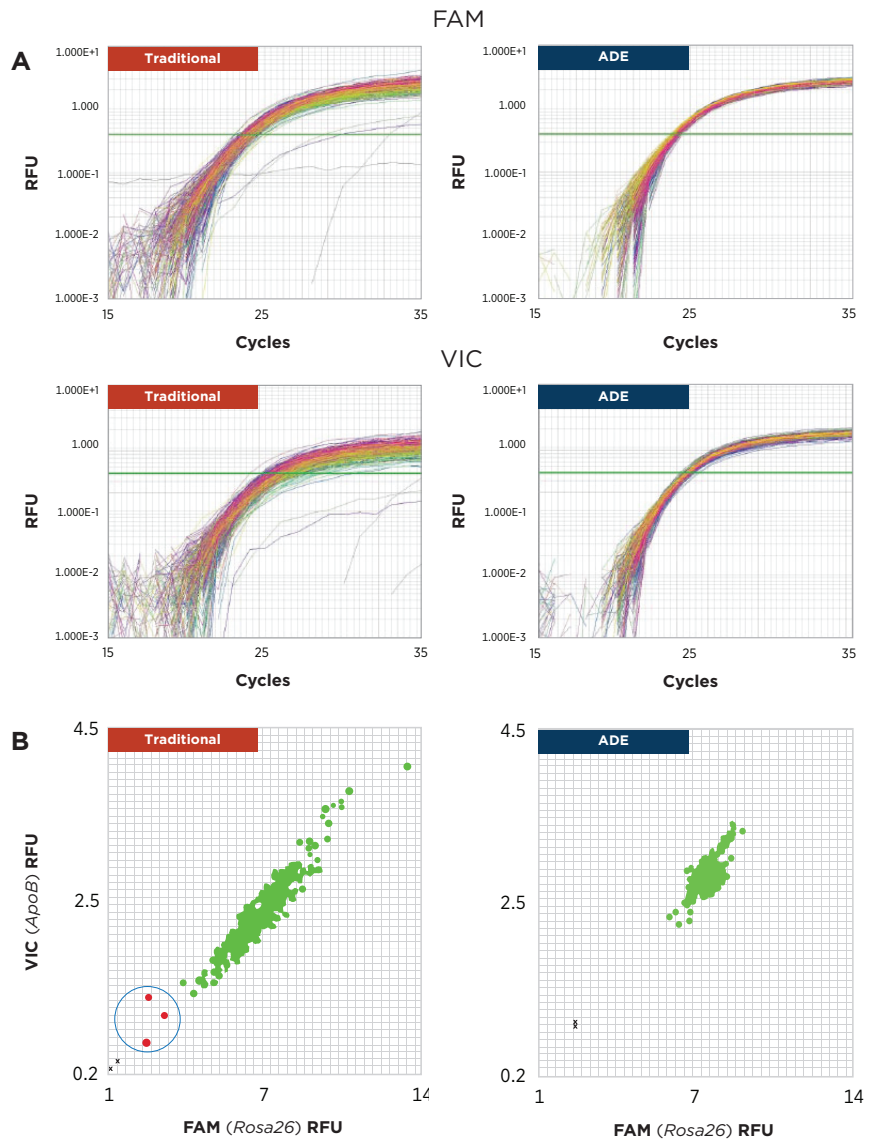 FAM
A
Traditional
ADE
1.000E+1
1.000
1.000E-1
1.000E-2
1.000E-3
RFU
15
25
35
Cycles
1.000E+1
1.000
1.000E-1
1.000E-2
1.000E-3
RFU
15
25
35
Cycles
VIC
Traditional
ADE
1.000E+1
1.000
1.000E-1
1.000E-2
1.000E-3
RFU
15
25
35
Cycles
1.000E+1
1.000
1.000E-1
1.000E-2
1.000E-3
RFU
15
25
35
Cycles
B
Traditional
4.5
2.5
0.2
VIC (ApoB) RFU
x
x
1
7
14
FAM (Rosa26) RFU
ADE
4.5
2.5
0.2
x
x
1
7
14
FAM (Rosa26) RFU